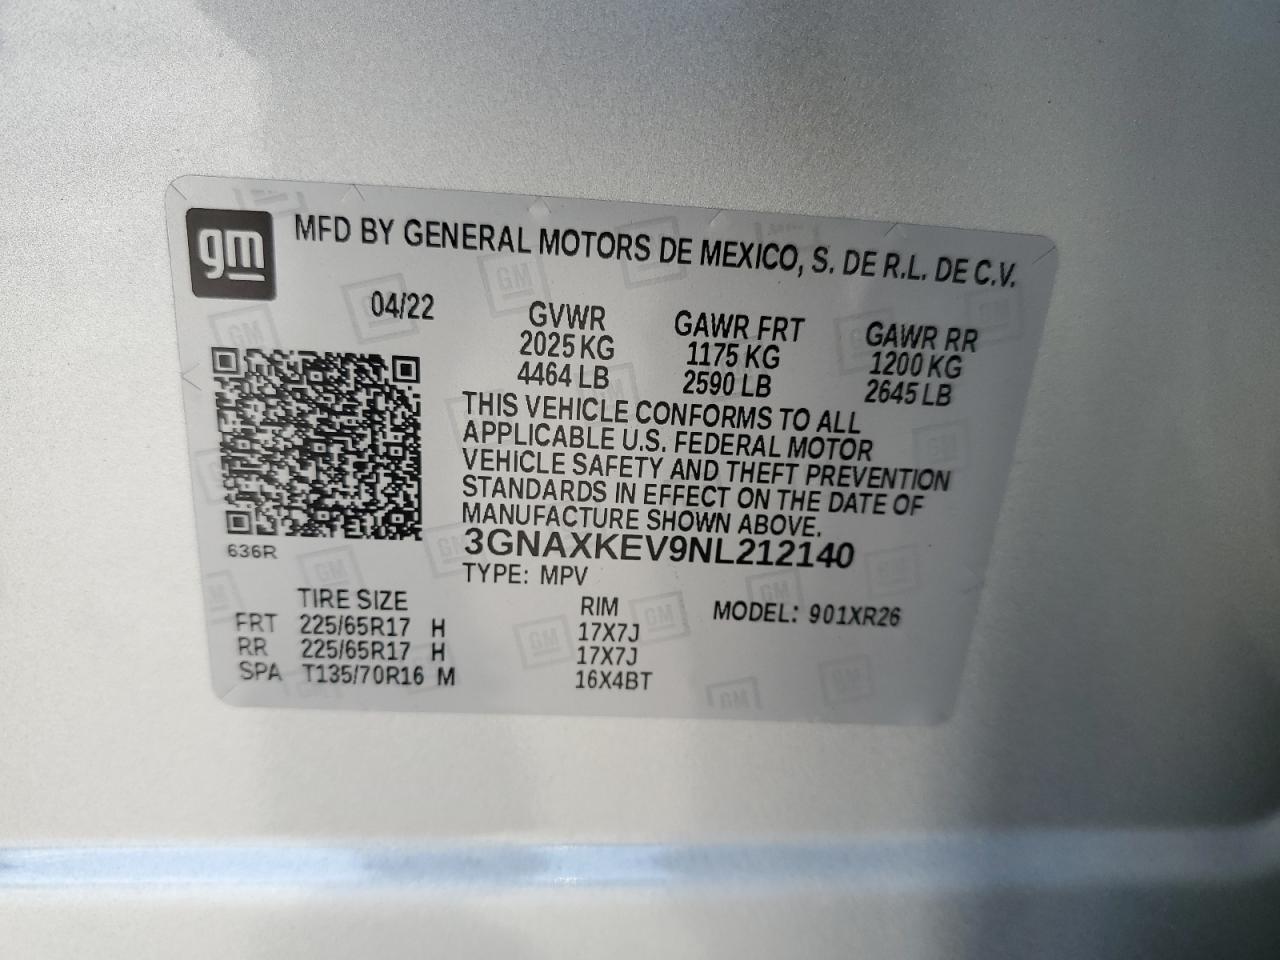 gm
MFD BY GENERAL MOTORS DE MEXICO, S. DE R.L. DE C.V.
04/22
GVWR GAWR FRT GAWR RR
2025 KG 1175 KG 1200 KG
4464 LB 2590 LB 2645 LB
THIS VEHICLE CONFORMS TO ALL
APPLICABLE U.S. FEDERAL MOTOR
VEHICLE SAFETY AND THEFT PREVENTION
STANDARDS IN EFFECT ON THE DATE OF
MANUFACTURE SHOWN ABOVE.
3GNAXKEV9NL212140
636R
TYPE: MPV
TIRE SIZE RIM MODEL: 901XR26
FRT 225/65R17 H 17X7J
RR 225/65R17 H 17X7J
SPA T135/70R16 M 16X4BT